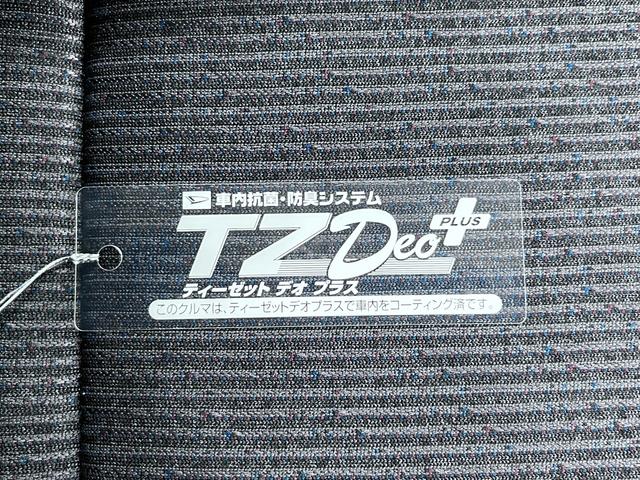 車内抗菌・防臭システム
TZ Deo PLUS
ティーゼット デオ プラス
このクルマは、ティーゼットデオプラスで車内をコーティング済です。